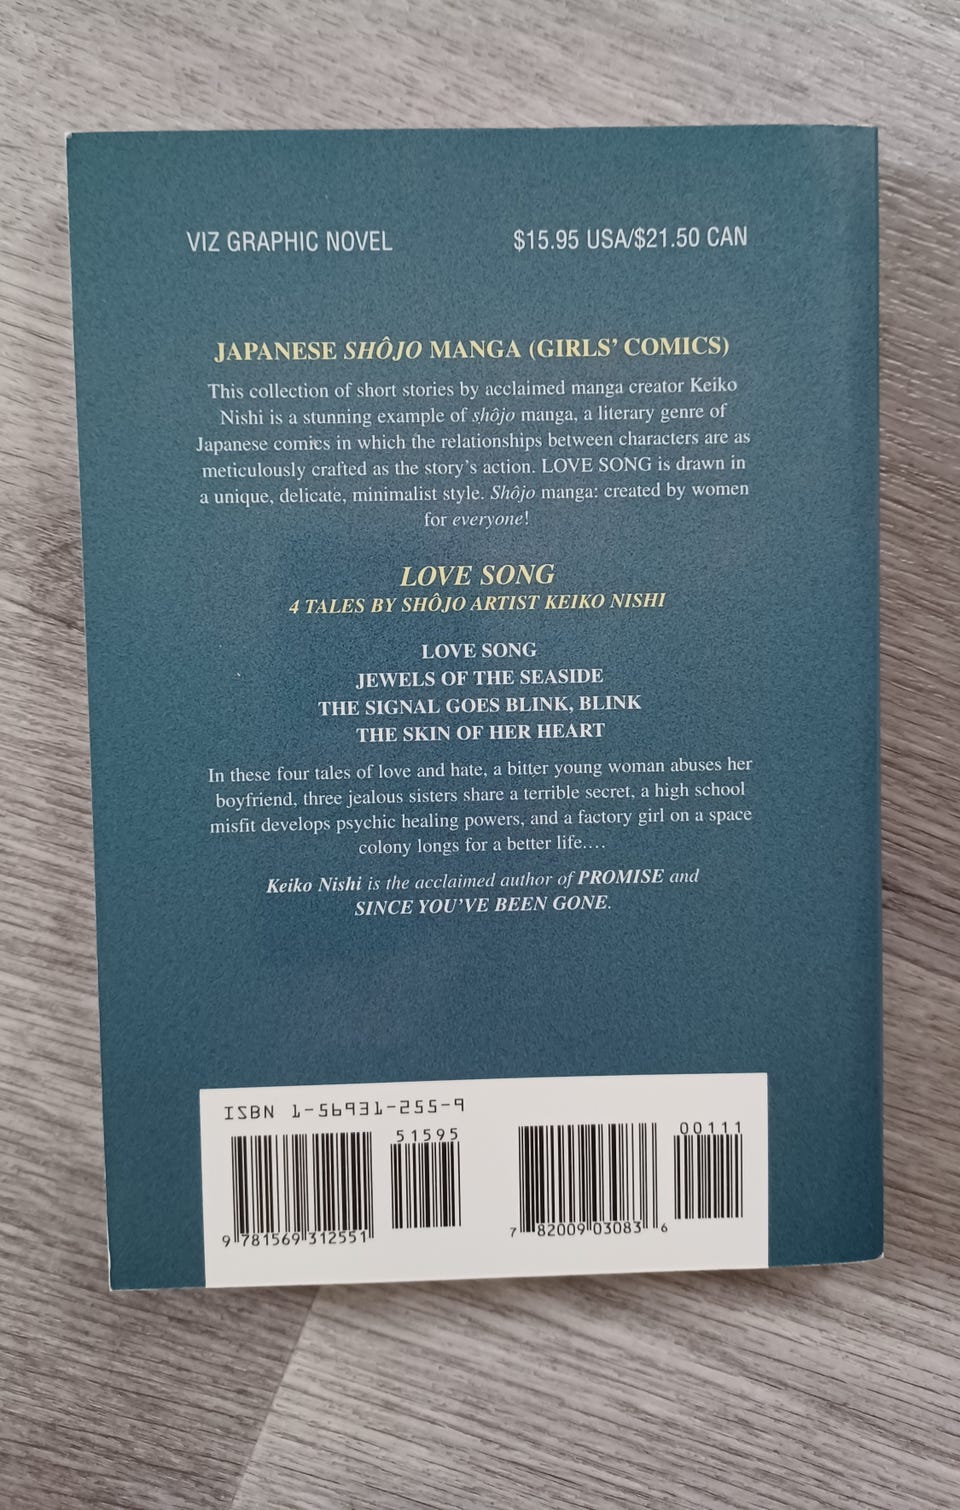 VIZ GRAPHIC NOVEL $15.95 USA/$21.50 CAN
JAPANESE SHÔJO MANGA (GIRLS' COMICS)
This collection of short stories by acclaimed manga creator Keiko
Nishi is a stunning example of shôjo manga, a literary genre of
Japanese comics in which the relationships between characters are as
meticulously crafted as the story's action. LOVE SONG is drawn in
a unique, delicate, minimalist style. Shôjo manga: created by women
for everyone!
LOVE SONG
4 TALES BY SHÔJO ARTIST KEIKO NISHI
LOVE SONG
JEWELS OF THE SEASIDE
THE SIGNAL GOES BLINK, BLINK
THE SKIN OF HER HEART
In these four tales of love and hate, a bitter young woman abuses her
boyfriend, three jealous sisters share a terrible secret, a high school
misfit develops psychic healing powers, and a factory girl on a space
colony longs for a better life....
Keiko Nishi is the acclaimed author of PROMISE and
SINCE YOU'VE BEEN GONE.
ISBN 1-56931-255-9
51595
9 781569 312551
00111
7 82009 03083 6